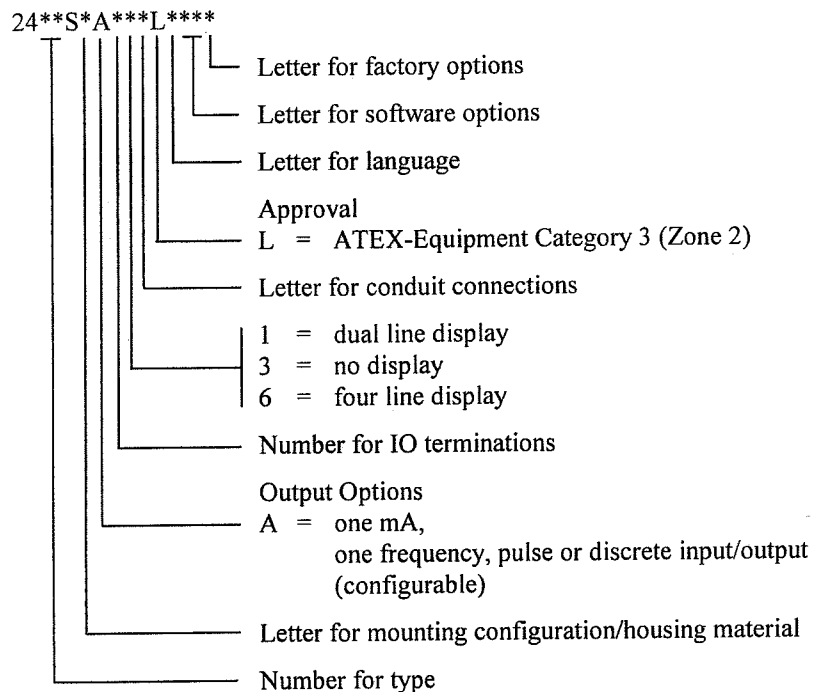 24**S*A***L****
Letter for factory options
Letter for software options
Letter for language
Approval
L = ATEX-Equipment Category 3 (Zone 2)
Letter for conduit connections
1 = dual line display
3 = no display
6 = four line display
Number for IO terminations
Output Options
A = one mA,
one frequency, pulse or discrete input/output
(configurable)
Letter for mounting configuration/housing material
Number for type